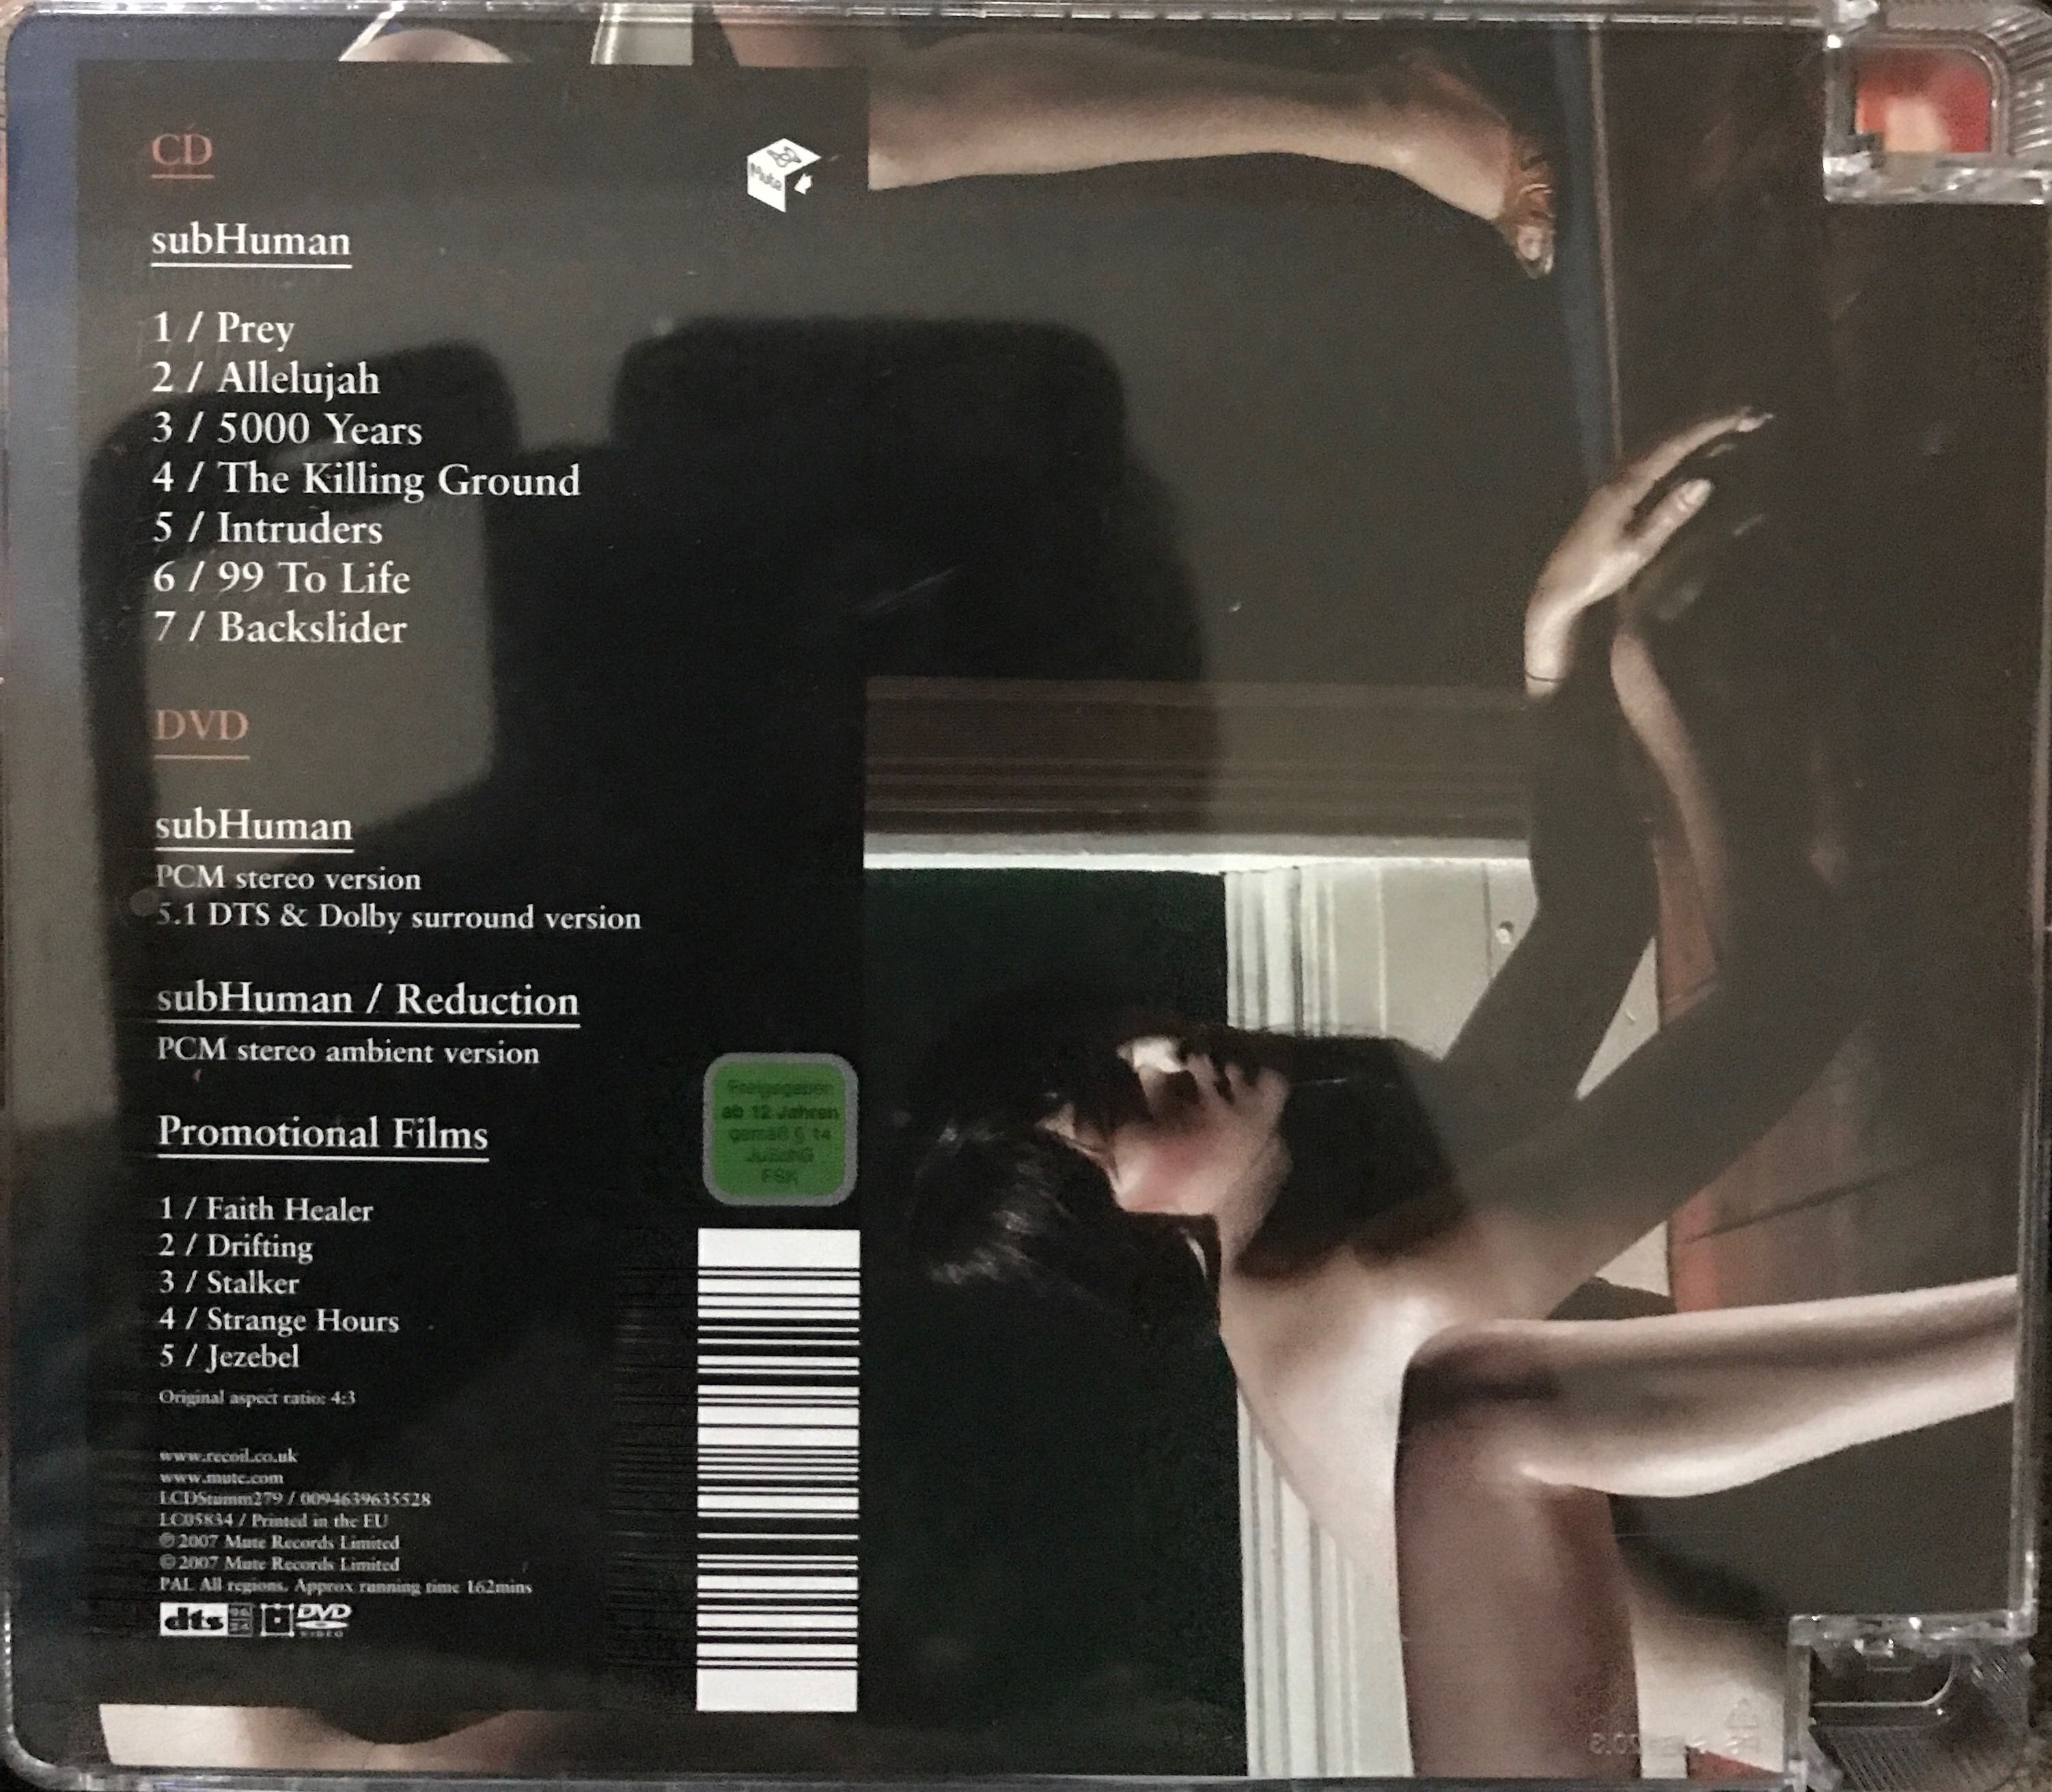 CD
Mute
subHuman
1 / Prey
2 / Allelujah
3 / 5000 Years
4 / The Killing Ground
5 / Intruders
6 / 99 To Life
7 / Backslider
DVD
subHuman
PCM stereo version
5.1 DTS & Dolby surround version
subHuman / Reduction
PCM stereo ambient version
Freigegeben
ab 12 Jahren
gemäß § 14
JuSchG
FSK
Promotional Films
1 / Faith Healer
2 / Drifting
3 / Stalker
4 / Strange Hours
5 / Jezebel
Original aspect ratio: 4:3
www.recoil.co.uk
www.mute.com
LCDStumm279 / 0094639635528
LC05834 / Printed in the EU
℗ 2007 Mute Records Limited
© 2007 Mute Records Limited
PAL All regions. Approx running time 162mins
dts 96 24 DVD VIDEO